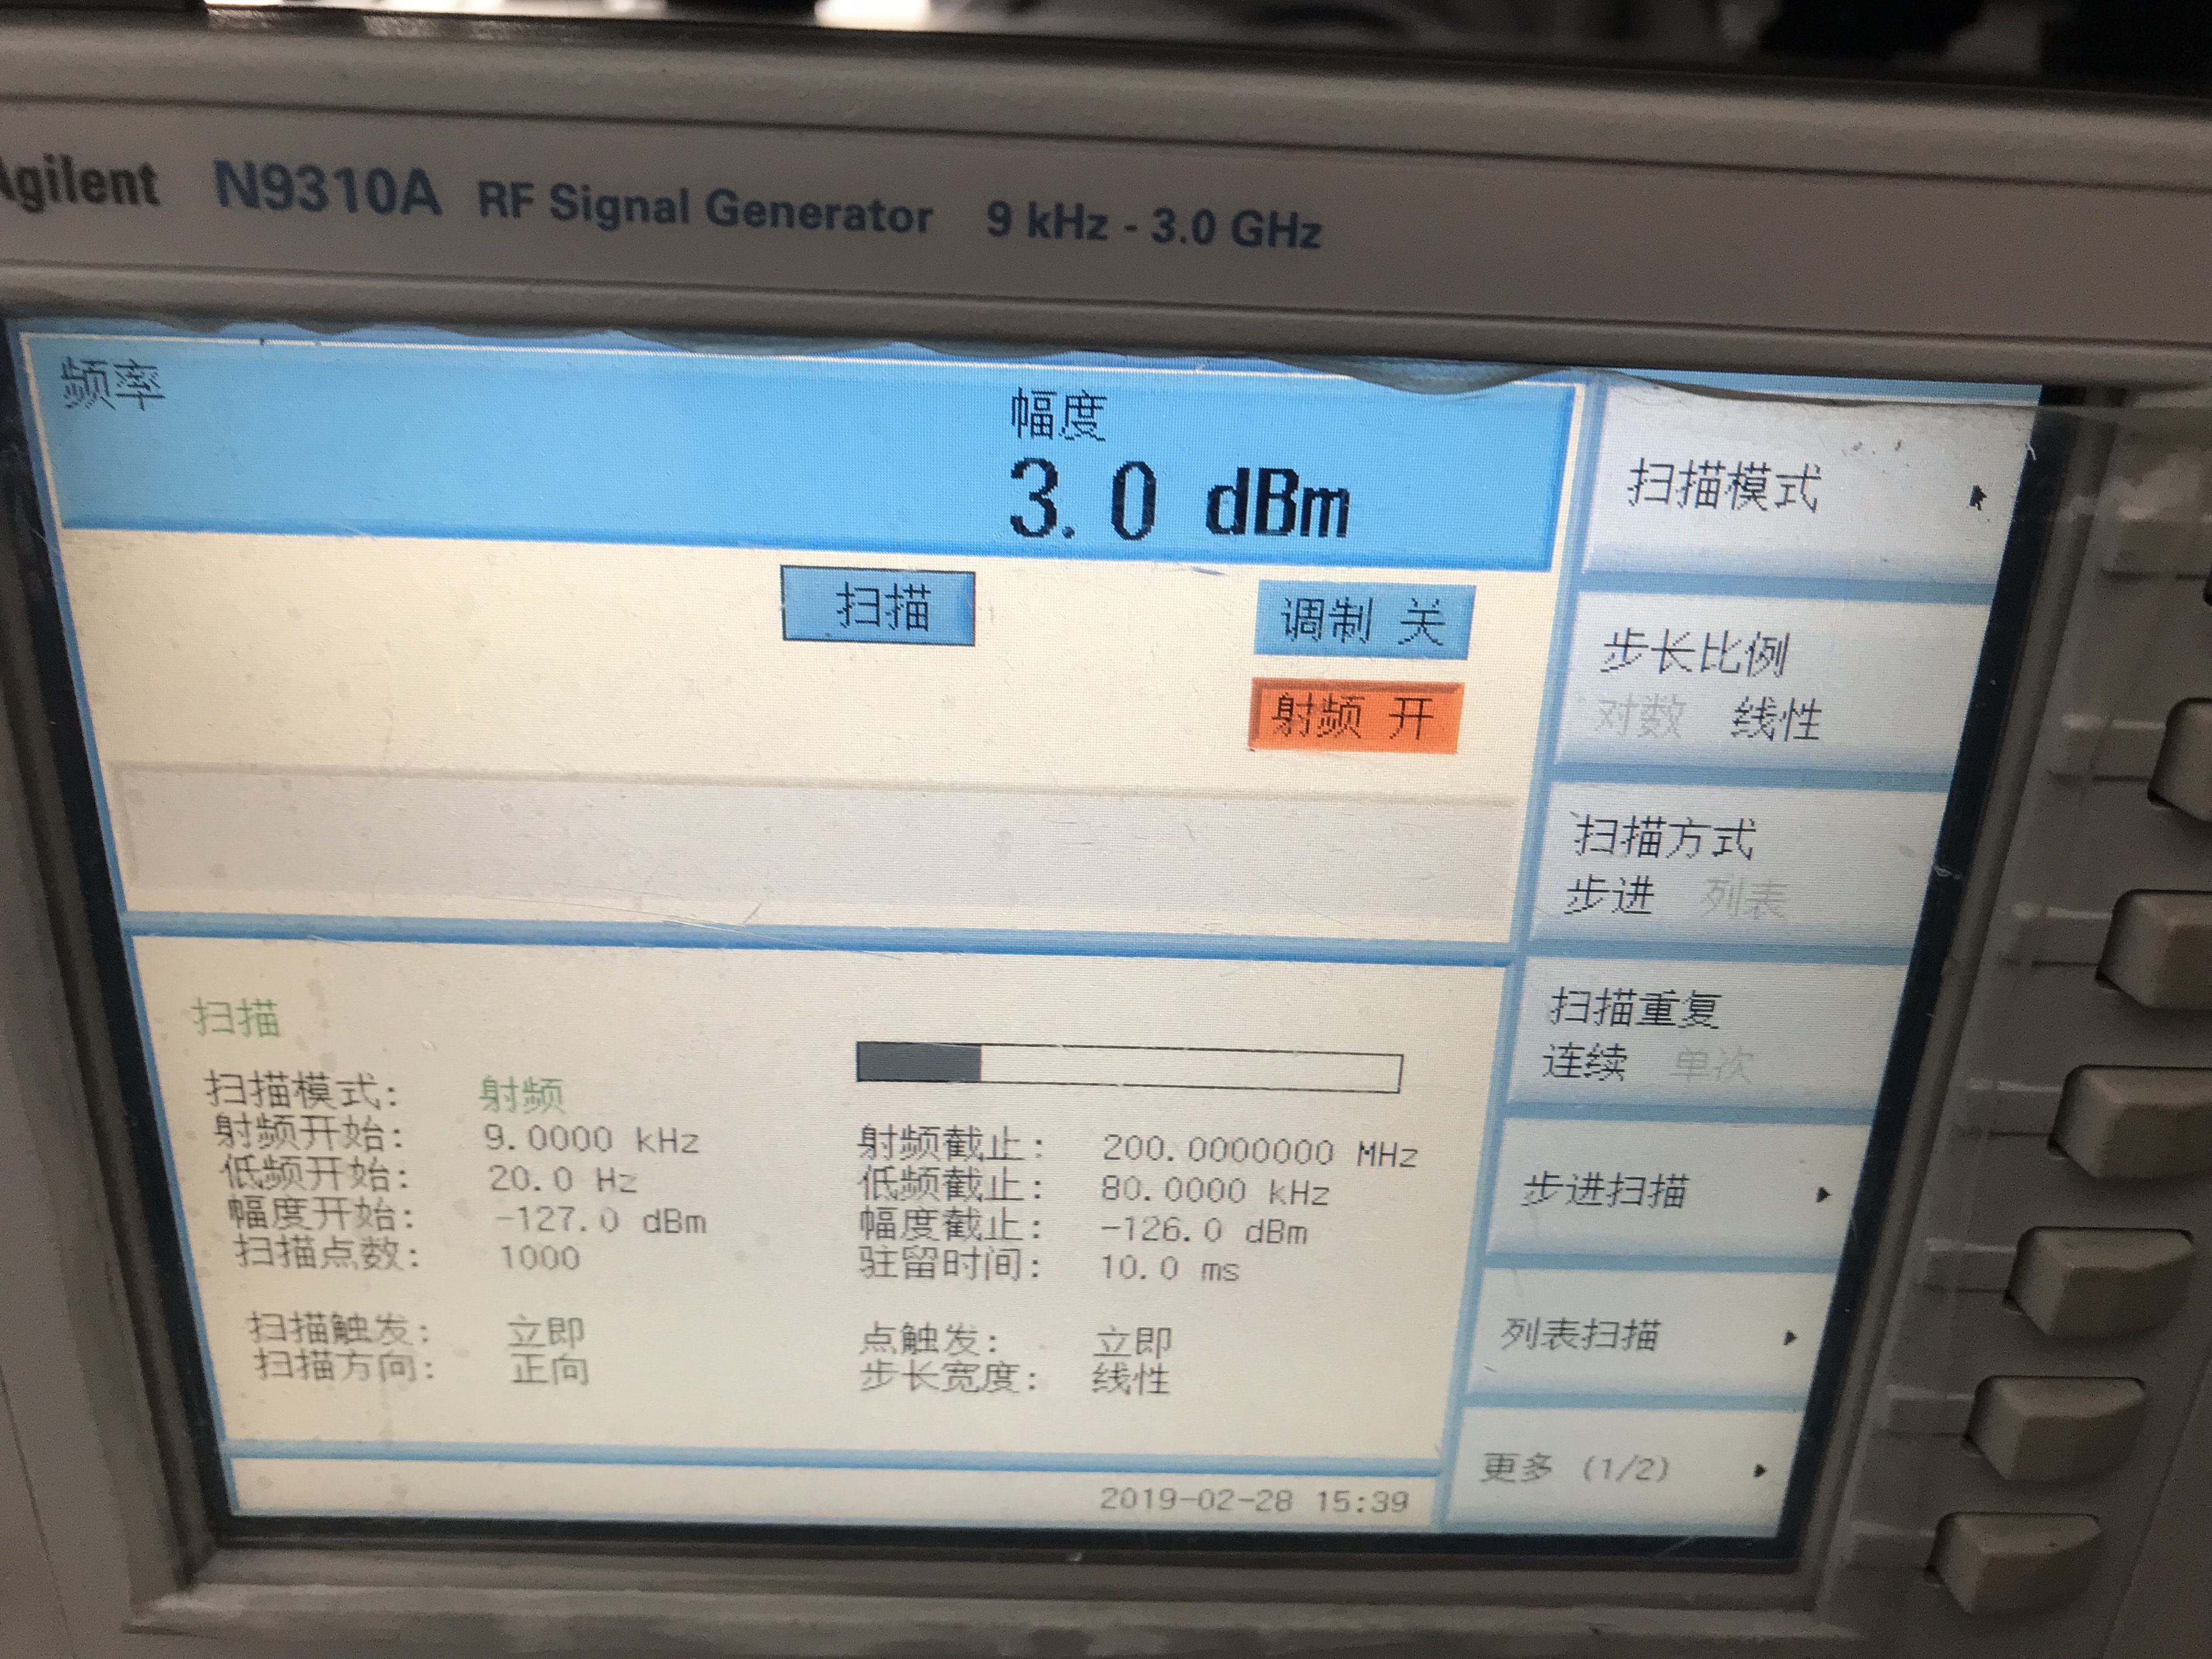 Agilent N9310A RF Signal Generator 9 kHz - 3.0 GHz
频率
幅度
3.0 dBm
扫描
调制 关
射频 开
扫描
扫描模式: 射频
射频开始: 9.0000 kHz 射频截止: 200.0000000 MHz
低频开始: 20.0 Hz 低频截止: 80.0000 kHz
幅度开始: -127.0 dBm 幅度截止: -126.0 dBm
扫描点数: 1000 驻留时间: 10.0 ms
扫描触发: 立即 点触发: 立即
扫描方向: 正向 步长宽度: 线性
2019-02-28 15:39
扫描模式
步长比例
对数 线性
扫描方式
步进 列表
扫描重复
连续 单次
步进扫描
列表扫描
更多 (1/2)